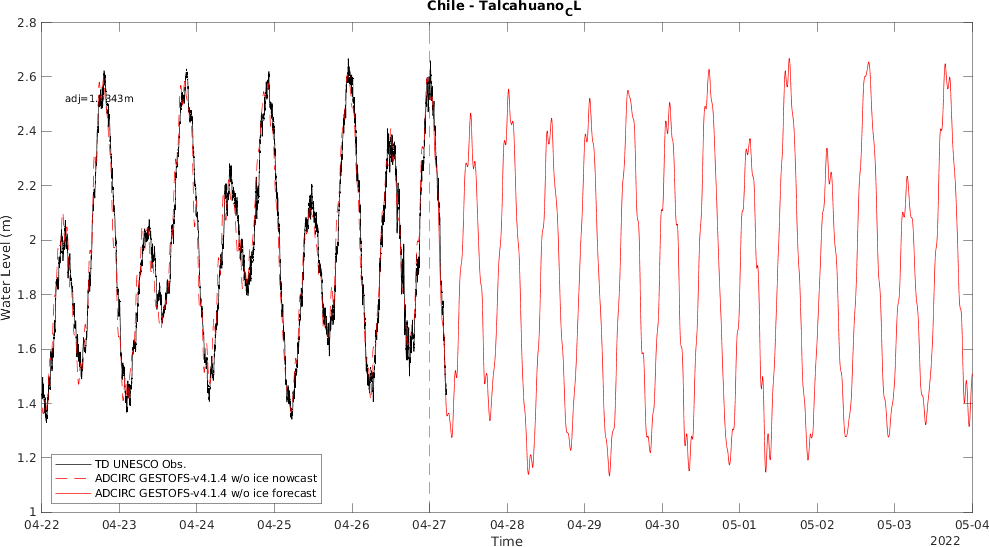 Chile - Talcahuano_CL
2.8
2.6
2.4
2.2
2
1.8
1.6
1.4
1.2
1
Water Level (m)
TD UNESCO Obs.
ADCIRC GESTOFS-v4.1.4 w/o ice nowcast
ADCIRC GESTOFS-v4.1.4 w/o ice forecast
04-22 04-23 04-24 04-25 04-26 04-27 04-28 04-29 04-30 05-01 05-02 05-03 05-04
Time
2022